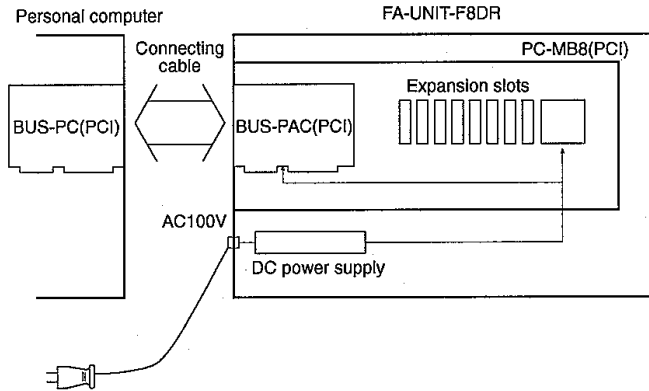 Personal computer
FA-UNIT-F8DR
Connecting
cable
PC-MB8(PCI)
Expansion slots
BUS-PC(PCI)
BUS-PAC(PCI)
AC100V
DC power supply